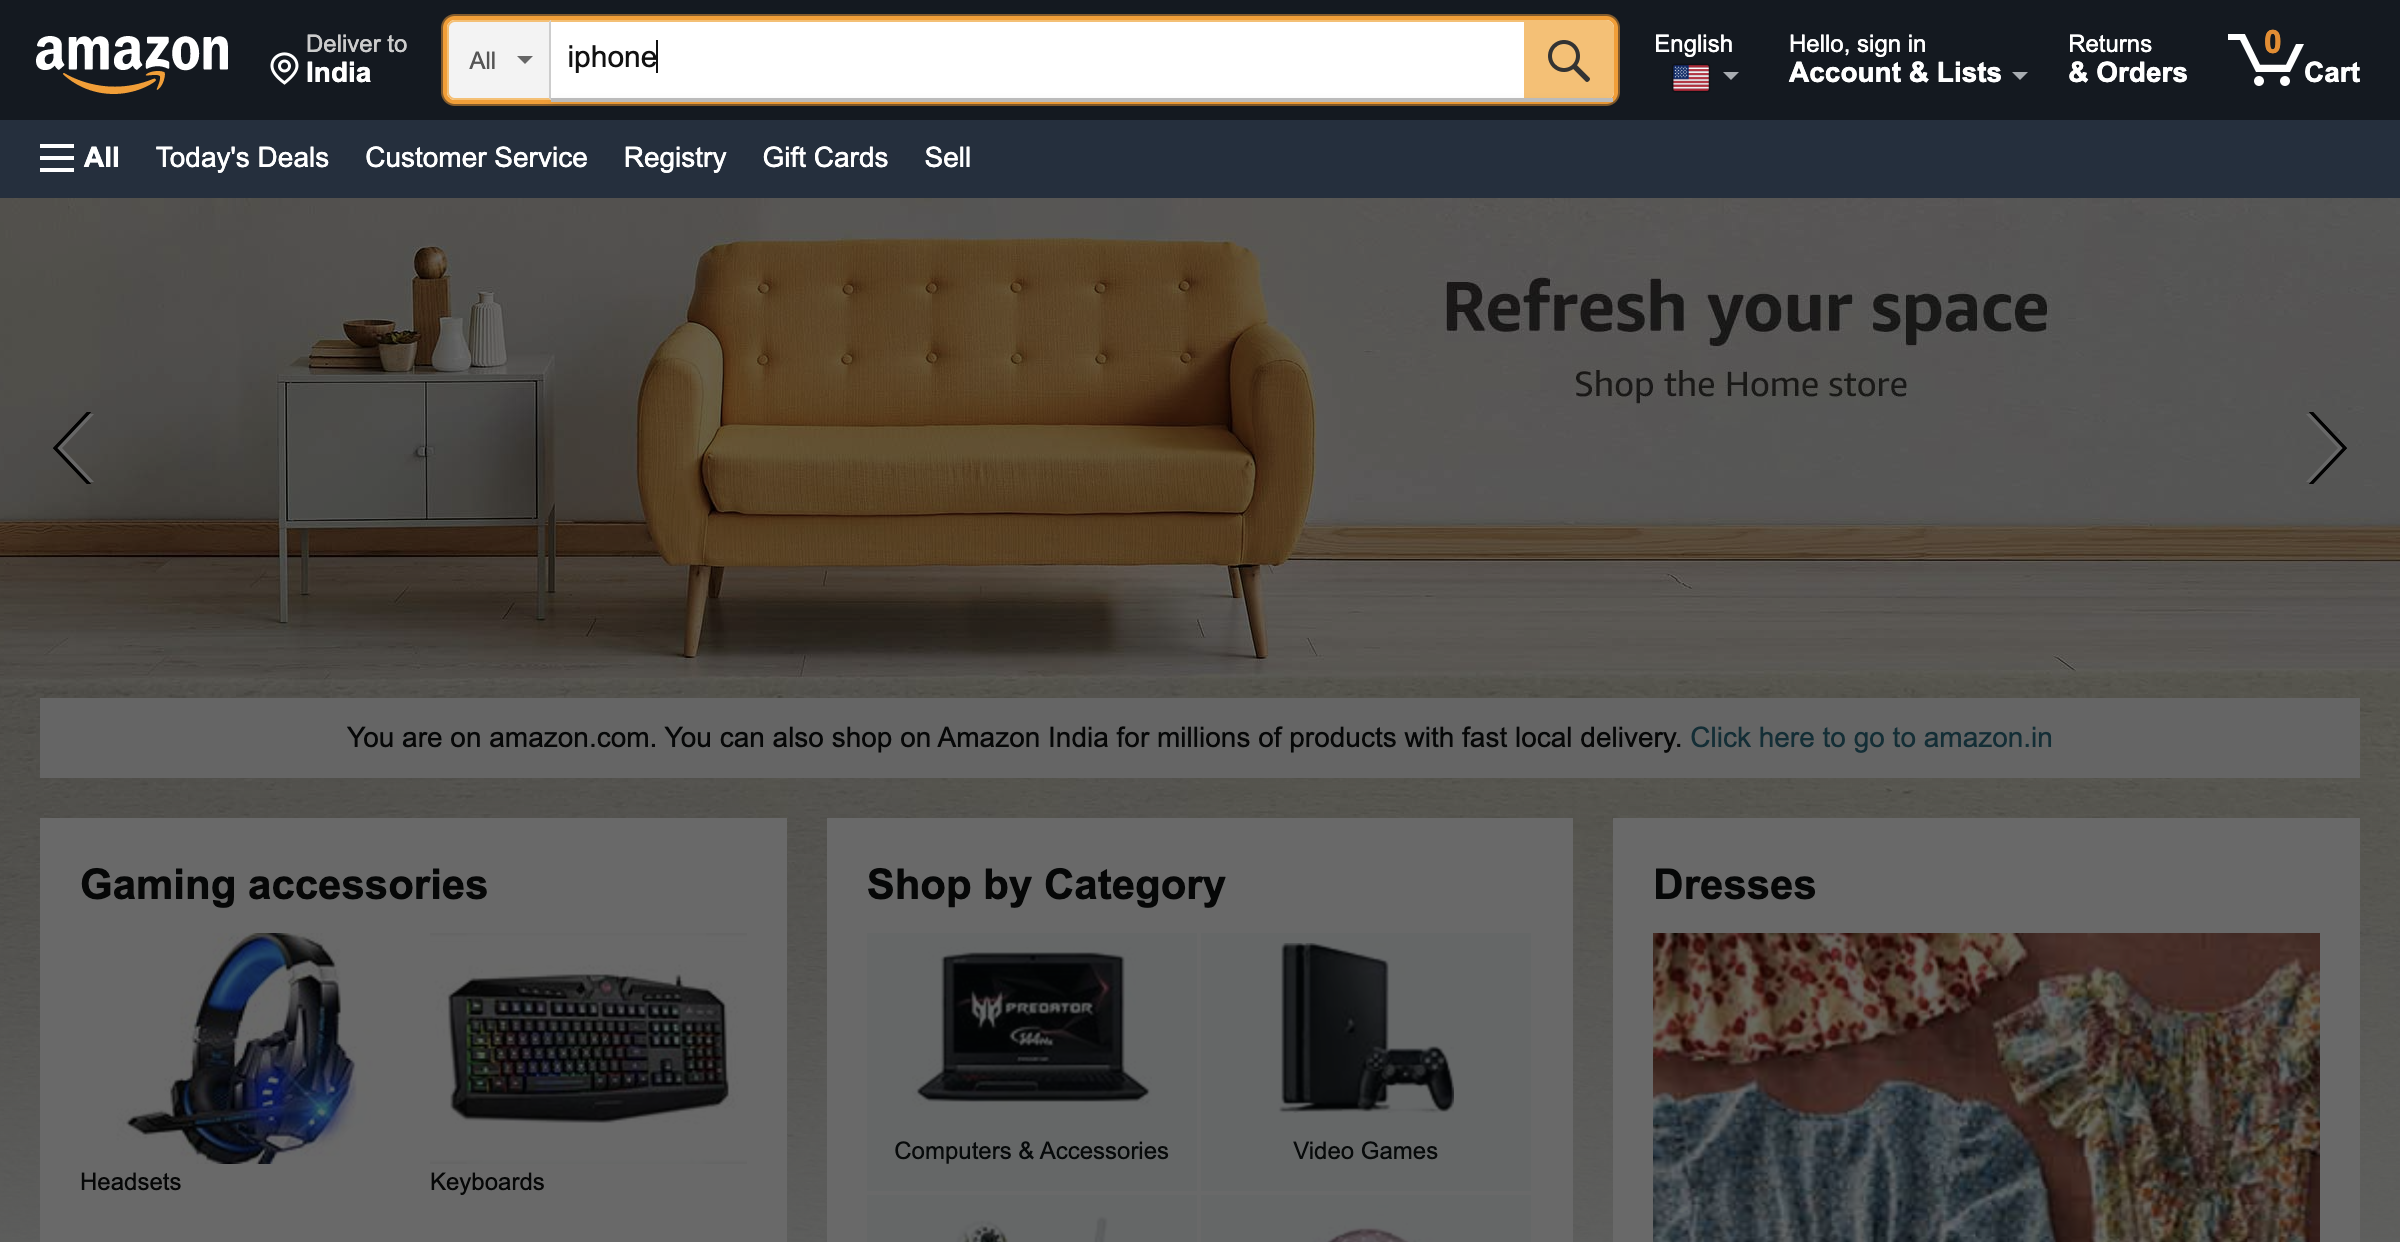 amazon
Deliver to
India
All
iphone
English
Hello, sign in
Account & Lists
Returns
& Orders
0
Cart
All
Today's Deals
Customer Service
Registry
Gift Cards
Sell
Refresh your space
Shop the Home store
You are on amazon.com. You can also shop on Amazon India for millions of products with fast local delivery. Click here to go to amazon.in
Gaming accessories
Headsets
Keyboards
Shop by Category
PREDATOR
144Hz
Computers & Accessories
Video Games
Dresses